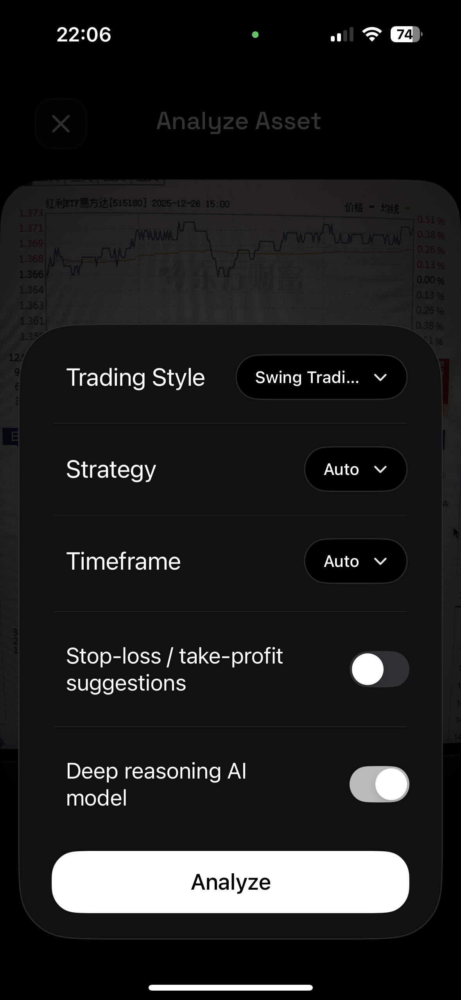 22:06
74
Analyze Asset
红利ETF易方达[515180] 2025-12-26 15:00
价格 均线
1.373
0.51%
1.371
0.38%
1.369
0.26%
1.368
0.13%
1.366
0.00%
东方财富
1.364
0.13%
1.363
0.26%
1.361
0.38%
Trading Style
Swing Tradi...
Strategy
Auto
Timeframe
Auto
Stop-loss / take-profit
suggestions
Deep reasoning AI
model
Analyze